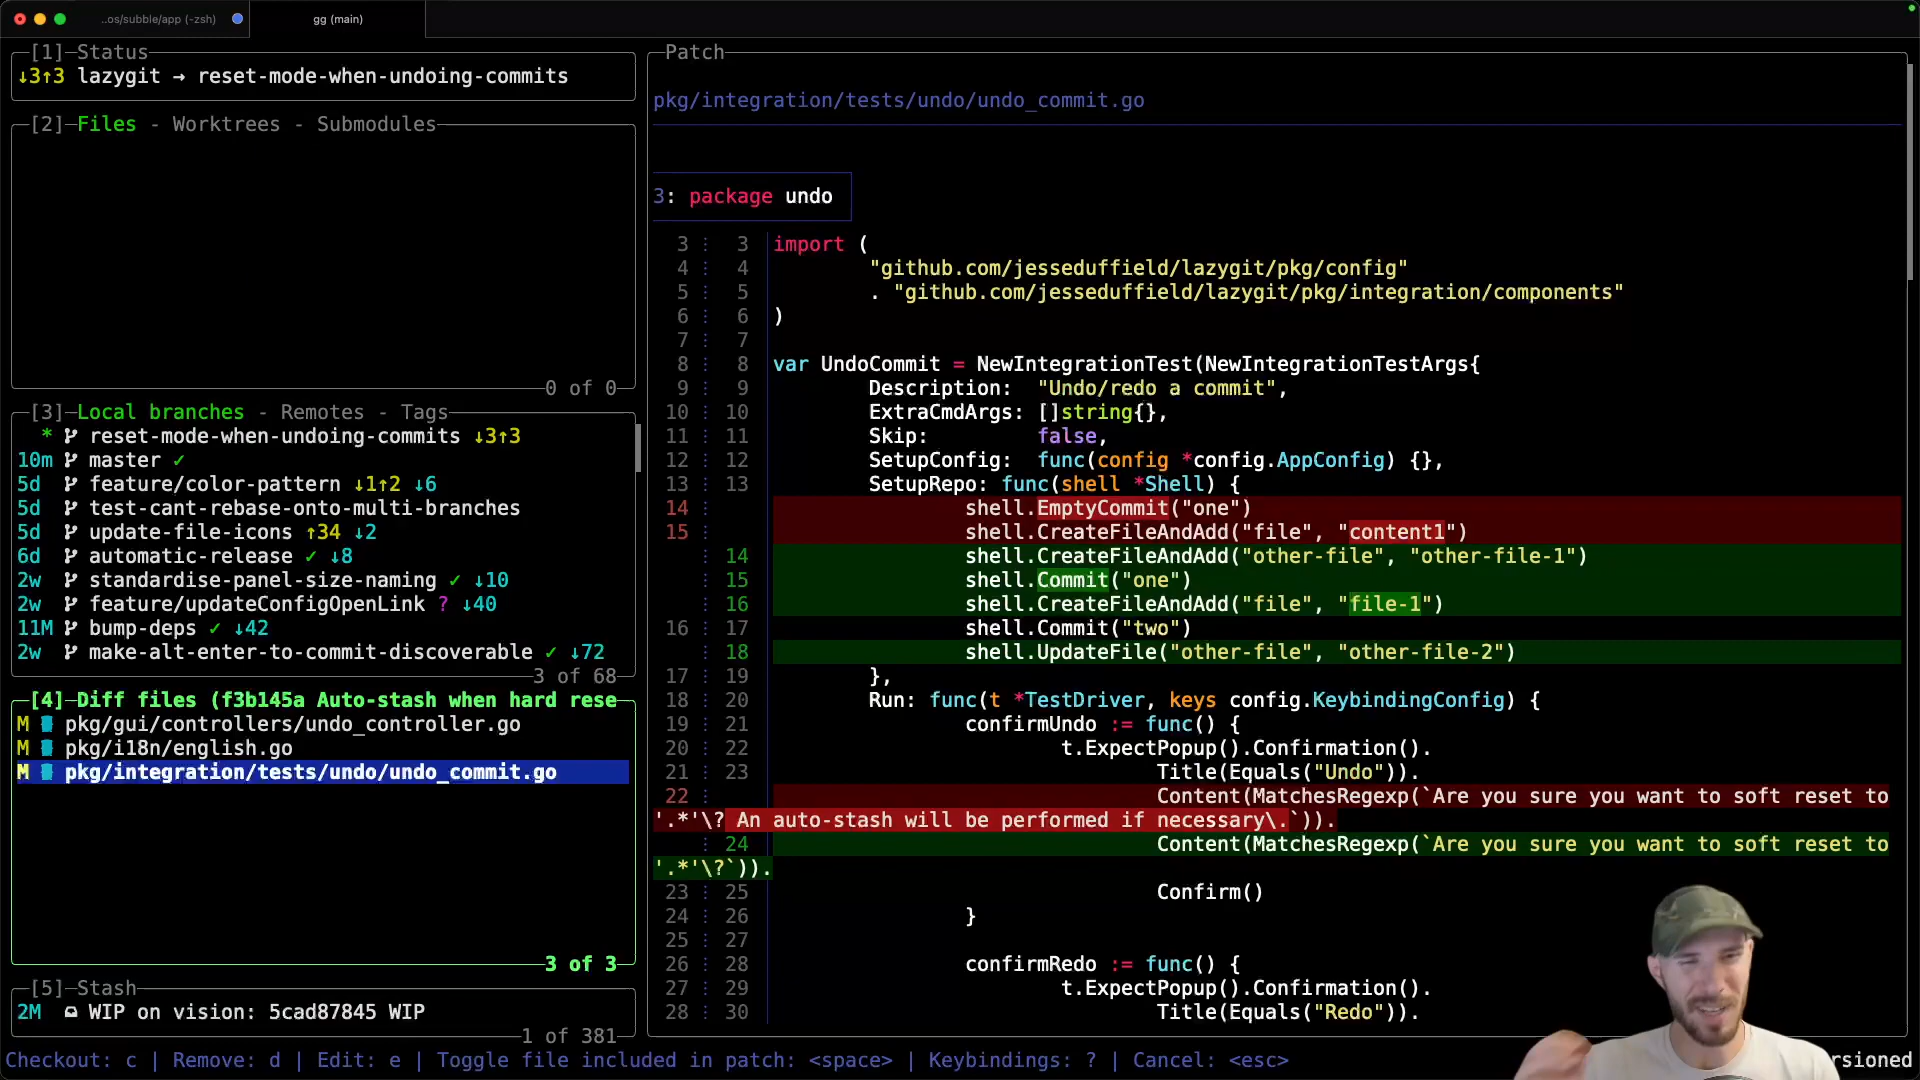 ..os/subble/app (-zsh)
gg (main)
[1]–Status
↓3↑3 lazygit → reset-mode-when-undoing-commits
[2]–Files - Worktrees - Submodules
0 of 0
[3]–Local branches - Remotes - Tags
* reset-mode-when-undoing-commits ↓3↑3
10m master ✓
5d feature/color-pattern ↓1↑2 ↓6
5d test-cant-rebase-onto-multi-branches
5d update-file-icons ↑34 ↓2
6d automatic-release ✓ ↓8
2w standardise-panel-size-naming ✓ ↓10
2w feature/updateConfigOpenLink ? ↓40
11M bump-deps ✓ ↓42
2w make-alt-enter-to-commit-discoverable ✓ ↓72
3 of 68
[4]–Diff files (f3b145a Auto-stash when hard rese
M pkg/gui/controllers/undo_controller.go
M pkg/i18n/english.go
M pkg/integration/tests/undo/undo_commit.go
3 of 3
[5]–Stash
2M WIP on vision: 5cad87845 WIP
1 of 381
Patch
pkg/integration/tests/undo/undo_commit.go
3: package undo
3 ⋮ 3 import (
4 ⋮ 4 "github.com/jesseduffield/lazygit/pkg/config"
5 ⋮ 5 . "github.com/jesseduffield/lazygit/pkg/integration/components"
6 ⋮ 6 )
7 ⋮ 7
8 ⋮ 8 var UndoCommit = NewIntegrationTest(NewIntegrationTestArgs{
9 ⋮ 9 Description: "Undo/redo a commit",
10 ⋮ 10 ExtraCmdArgs: []string{},
11 ⋮ 11 Skip: false,
12 ⋮ 12 SetupConfig: func(config *config.AppConfig) {},
13 ⋮ 13 SetupRepo: func(shell *Shell) {
14 ⋮ shell.EmptyCommit("one")
15 ⋮ shell.CreateFileAndAdd("file", "content1")
⋮ 14 shell.CreateFileAndAdd("other-file", "other-file-1")
⋮ 15 shell.Commit("one")
⋮ 16 shell.CreateFileAndAdd("file", "file-1")
16 ⋮ 17 shell.Commit("two")
⋮ 18 shell.UpdateFile("other-file", "other-file-2")
17 ⋮ 19 },
18 ⋮ 20 Run: func(t *TestDriver, keys config.KeybindingConfig) {
19 ⋮ 21 confirmUndo := func() {
20 ⋮ 22 t.ExpectPopup().Confirmation().
21 ⋮ 23 Title(Equals("Undo")).
22 ⋮ Content(MatchesRegexp(`Are you sure you want to soft reset to
'.*'\? An auto-stash will be performed if necessary\.`)).
⋮ 24 Content(MatchesRegexp(`Are you sure you want to soft reset to
'.*'\?`)).
23 ⋮ 25 Confirm()
24 ⋮ 26 }
25 ⋮ 27
26 ⋮ 28 confirmRedo := func() {
27 ⋮ 29 t.ExpectPopup().Confirmation().
28 ⋮ 30 Title(Equals("Redo")).
Checkout: c | Remove: d | Edit: e | Toggle file included in patch: <space> | Keybindings: ? | Cancel: <esc>
rsioned